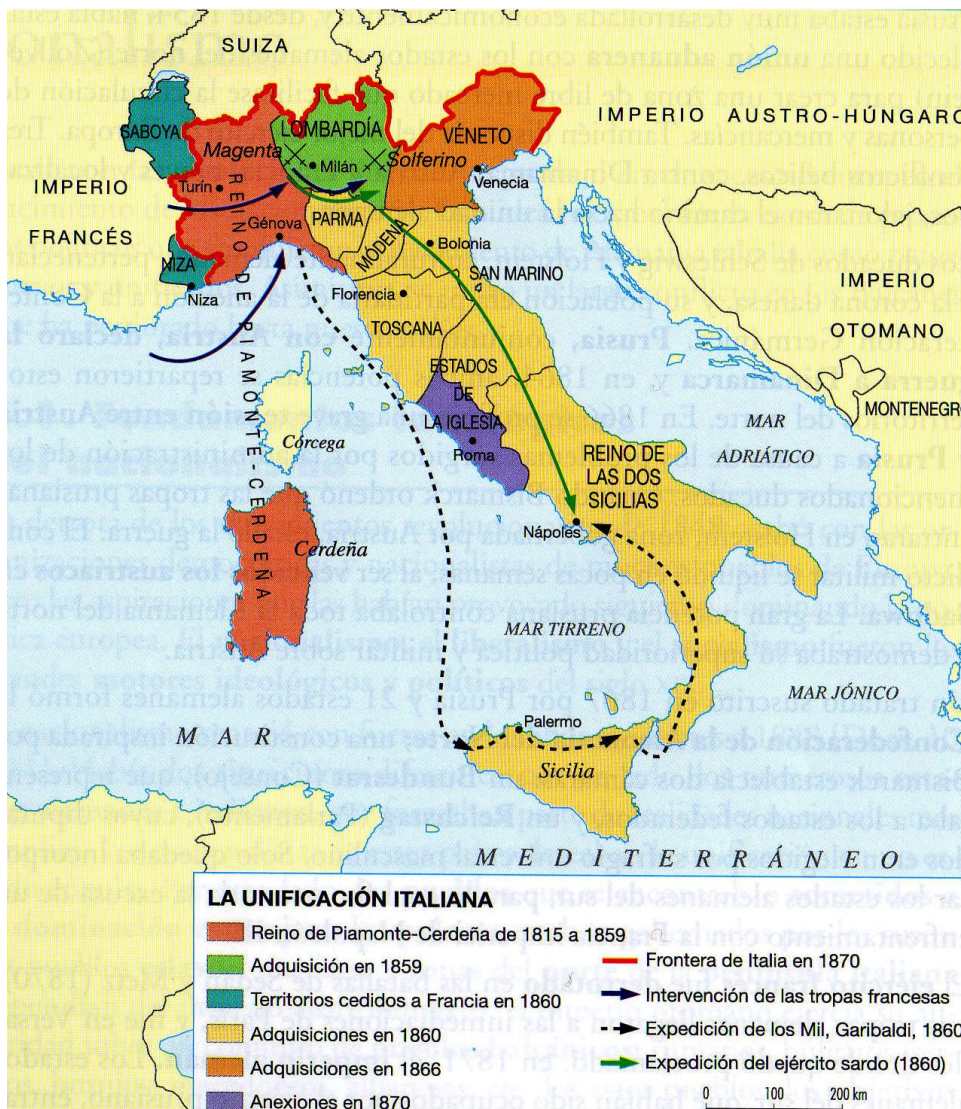 SUIZA
IMPERIO AUSTRO-HÚNGARO
SABOYA
LOMBARDÍA
VÉNETO
Magenta
Milán
Solferino
Turín
Venecia
IMPERIO
FRANCÉS
Génova
PARMA
MÓDENA
Bolonia
NIZA
Niza
Florencia
SAN MARINO
TOSCANA
IMPERIO
OTOMANO
REINO DE PIAMONTE CERDEÑA
ESTADOS
DE
LA IGLESIA
Roma
MONTENEGRO
MAR
ADRIÁTICO
Córcega
REINO DE
LAS DOS
SICILIAS
Nápoles
Cerdeña
MAR TIRRENO
MAR JÓNICO
Palermo
Sicilia
MAR
MEDITERRÁNEO
LA UNIFICACIÓN ITALIANA
Reino de Piamonte-Cerdeña de 1815 a 1859
Adquisición en 1859
Territorios cedidos a Francia en 1860
Adquisiciones en 1860
Adquisiciones en 1866
Anexiones en 1870
Frontera de Italia en 1870
Intervención de las tropas francesas
Expedición de los Mil, Garibaldi, 1860
Expedición del ejército sardo (1860)
0 100 200 km